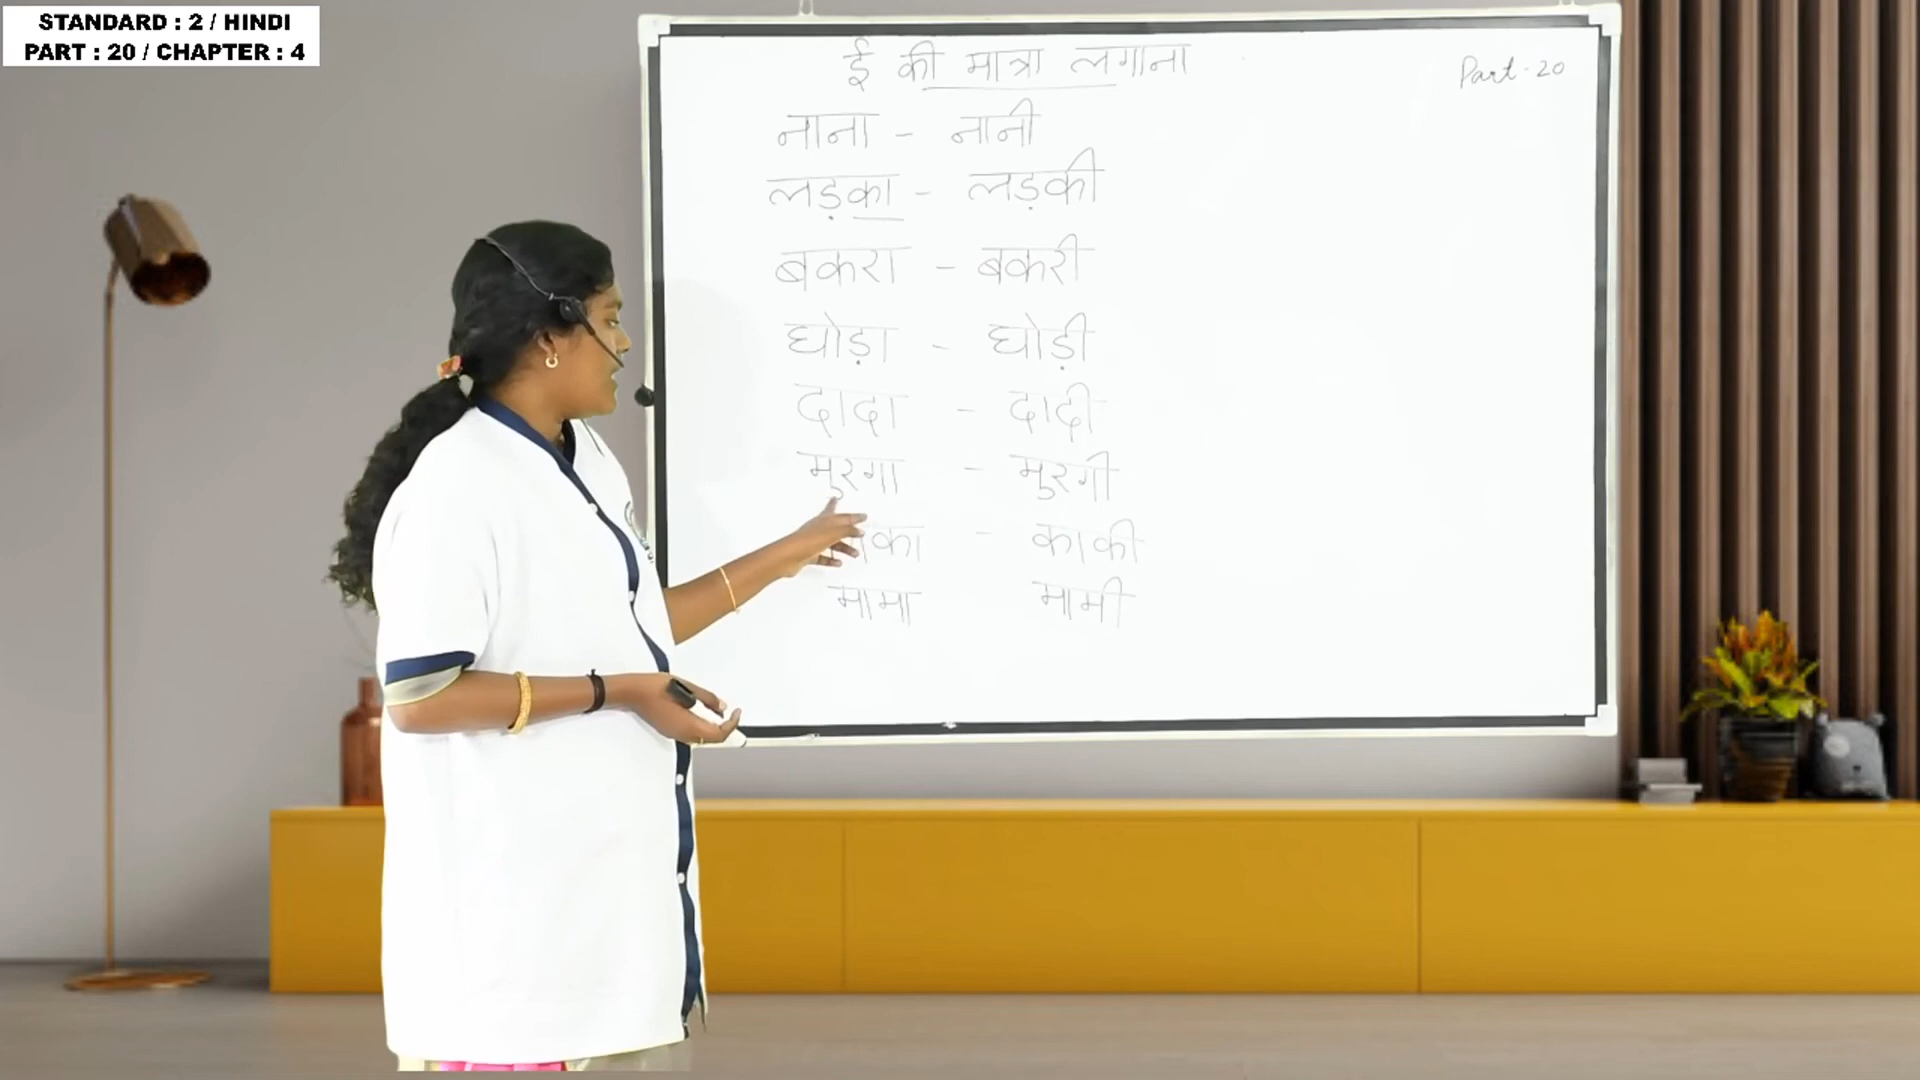 STANDARD : 2 / HINDI
PART : 20 / CHAPTER : 4
ई की मात्रा लगाना
Part-20
नाना - नानी
लड़का - लड़की
बकरा - बकरी
घोड़ा - घोड़ी
दादा - दादी
मुरगा - मुरगी
- काकी
मामा मामी